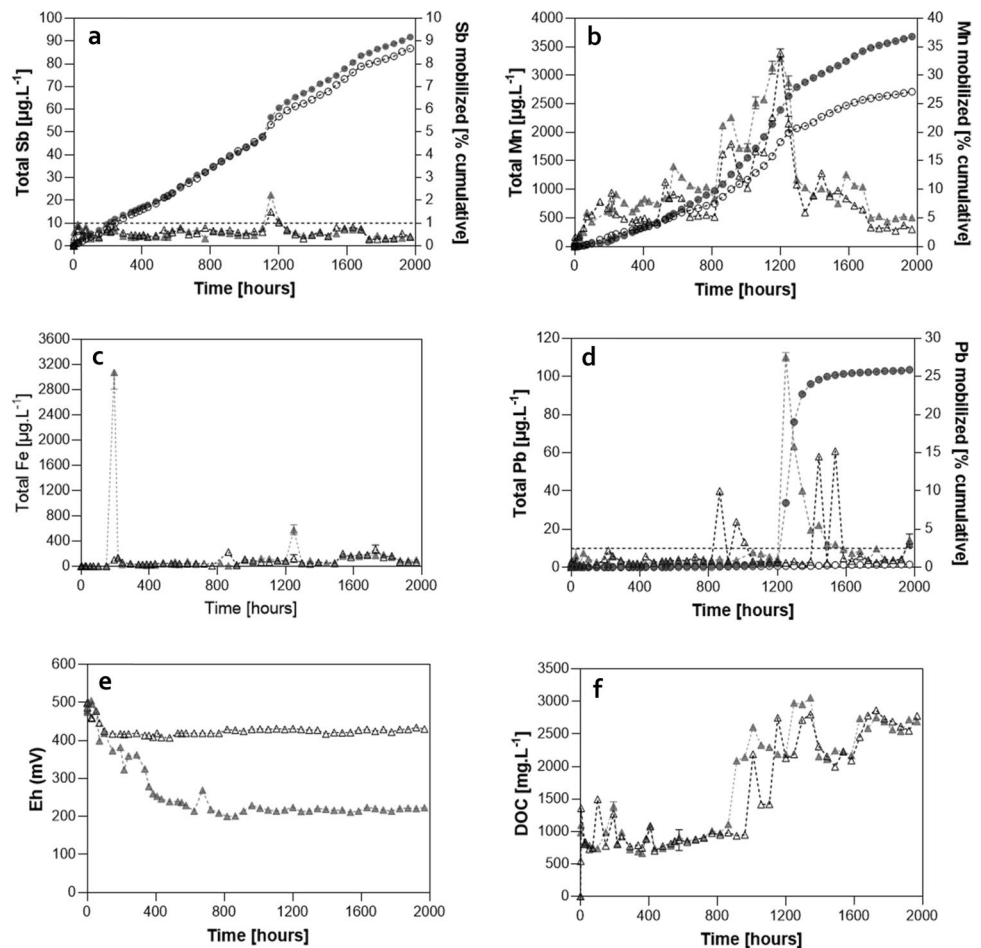 a
Total Sb [µg.L⁻¹]
100
90
80
70
60
50
40
30
20
10
0
10
9
8
7
6
5
4
3
2
1
0
Sb mobilized [% cumulative]
0 400 800 1200 1600 2000
Time [hours]
b
Total Mn [µg.L⁻¹]
4000
3500
3000
2500
2000
1500
1000
500
0
40
35
30
25
20
15
10
5
0
Mn mobilized [% cumulative]
0 400 800 1200 1600 2000
Time [hours]
c
Total Fe [µg.L⁻¹]
3600
3200
2800
2400
2000
1600
1200
800
400
0
0 400 800 1200 1600 2000
Time [hours]
d
Total Pb [µg.L⁻¹]
120
100
80
60
40
20
0
30
25
20
15
10
5
0
Pb mobilized [% cumulative]
0 400 800 1200 1600 2000
Time [hours]
e
Eh (mV)
600
500
400
300
200
100
0
0 400 800 1200 1600 2000
Time [hours]
f
DOC [mg.L⁻¹]
3500
3000
2500
2000
1500
1000
500
0
0 400 800 1200 1600 2000
Time [hours]